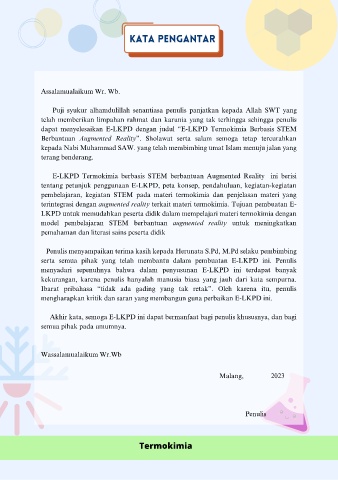 KATA PENGANTAR
Assalamualaikum Wr. Wb.
Puji syukur alhamdulillah senantiasa penulis panjatkan kepada Allah SWT yang
telah memberikan limpahan rahmat dan karunia yang tak terhingga sehingga penulis
dapat menyelesaikan E-LKPD dengan judul "E-LKPD Termokimia Berbasis STEM
Berbantuan Augmented Reality". Sholawat serta salam semoga tetap tercurahkan
kepada Nabi Muhammad SAW. yang telah membimbing umat Islam menuju jalan yang
terang benderang.
E-LKPD Termokimia berbasis STEM berbantuan Augmented Reality ini berisi
tentang petunjuk penggunaan E-LKPD, peta konsep, pendahuluan, kegiatan-kegiatan
pembelajaran, kegiatan STEM pada materi termokimia dan penjelasan materi yang
terintegrasi dengan augmented reality terkait materi termokimia. Tujuan pembuatan E-
LKPD untuk memudahkan peserta didik dalam mempelajari materi termokimia dengan
model pembelajaran STEM berbantuan augmented reality untuk meningkatkan
pemahaman dan literasi sains peserta didik
Penulis menyampaikan terima kasih kepada Herunata S.Pd, M.Pd selaku pembimbing
serta semua pihak yang telah membantu dalam pembuatan E-LKPD ini. Penulis
menyadari sepenuhnya bahwa dalam penyusunan E-LKPD ini terdapat banyak
kekurangan, karena penulis hanyalah manusia biasa yang jauh dari kata sempurna.
Ibarat pribahasa "tidak ada gading yang tak retak". Oleh karena itu, penulis
mengharapkan kritik dan saran yang membangun guna perbaikan E-LKPD ini.
Akhir kata, semoga E-LKPD ini dapat bermanfaat bagi penulis khususnya, dan bagi
semua pihak pada umumnya.
Wassalamualaikum Wr.Wb
Malang, 2023
Penulis
Termokimia